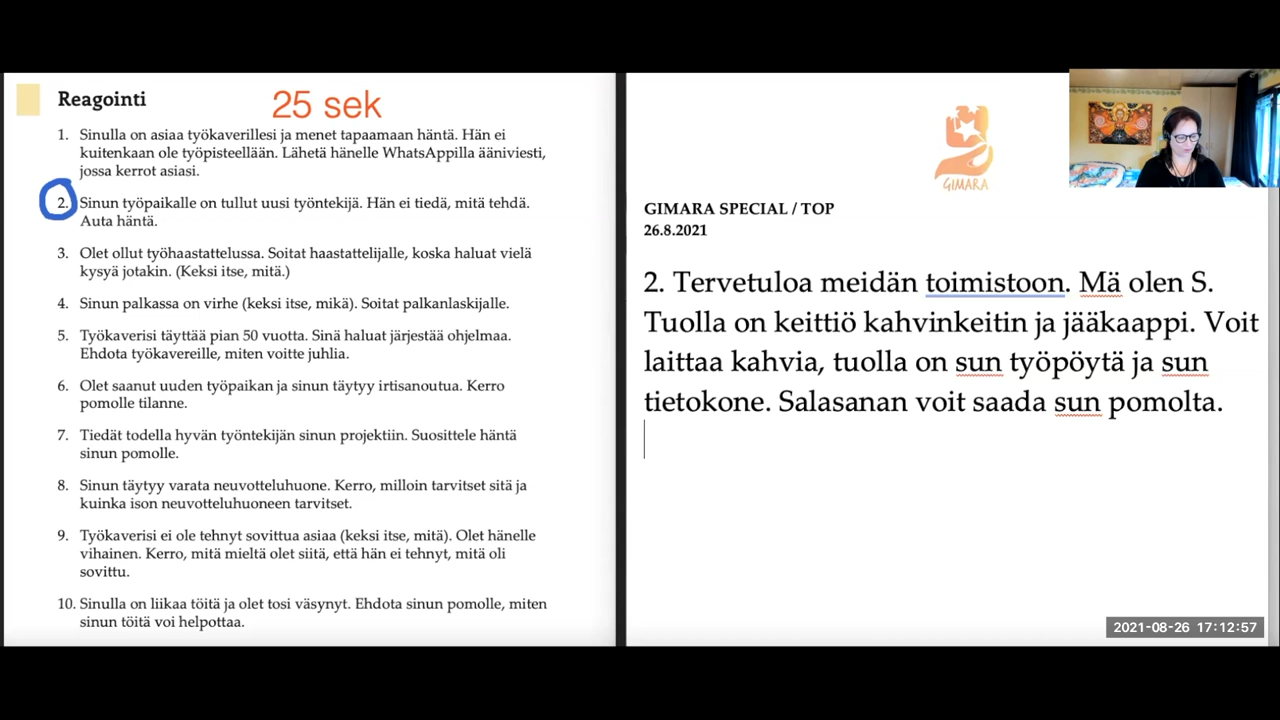 Reagointi
25 sek
1. Sinulla on asiaa työkaverillesi ja menet tapaamaan häntä. Hän ei
kuitenkaan ole työpisteellään. Lähetä hänelle WhatsAppilla ääniviesti,
jossa kerrot asiasi.
2. Sinun työpaikalle on tullut uusi työntekijä. Hän ei tiedä, mitä tehdä.
Auta häntä.
3. Olet ollut työhaastattelussa. Soitat haastattelijalle, koska haluat vielä
kysyä jotakin. (Keksi itse, mitä.)
4. Sinun palkassa on virhe (keksi itse, mikä). Soitat palkanlaskijalle.
5. Työkaverisi täyttää pian 50 vuotta. Sinä haluat järjestää ohjelmaa.
Ehdota työkavereille, miten voitte juhlia.
6. Olet saanut uuden työpaikan ja sinun täytyy irtisanoutua. Kerro
pomolle tilanne.
7. Tiedät todella hyvän työntekijän sinun projektiin. Suosittele häntä
sinun pomolle.
8. Sinun täytyy varata neuvotteluhuone. Kerro, milloin tarvitset sitä ja
kuinka ison neuvotteluhuoneen tarvitset.
9. Työkaverisi ei ole tehnyt sovittua asiaa (keksi itse, mitä). Olet hänelle
vihainen. Kerro, mitä mieltä olet siitä, että hän ei tehnyt, mitä oli
sovittu.
10. Sinulla on liikaa töitä ja olet tosi väsynyt. Ehdota sinun pomolle, miten
sinun töitä voi helpottaa.
GIMARA
GIMARA SPECIAL / TOP
26.8.2021
2. Tervetuloa meidän toimistoon. Mä olen S.
Tuolla on keittiö kahvinkeitin ja jääkaappi. Voit
laittaa kahvia, tuolla on sun työpöytä ja sun
tietokone. Salasanan voit saada sun pomolta.
2021-08-26 17:12:57